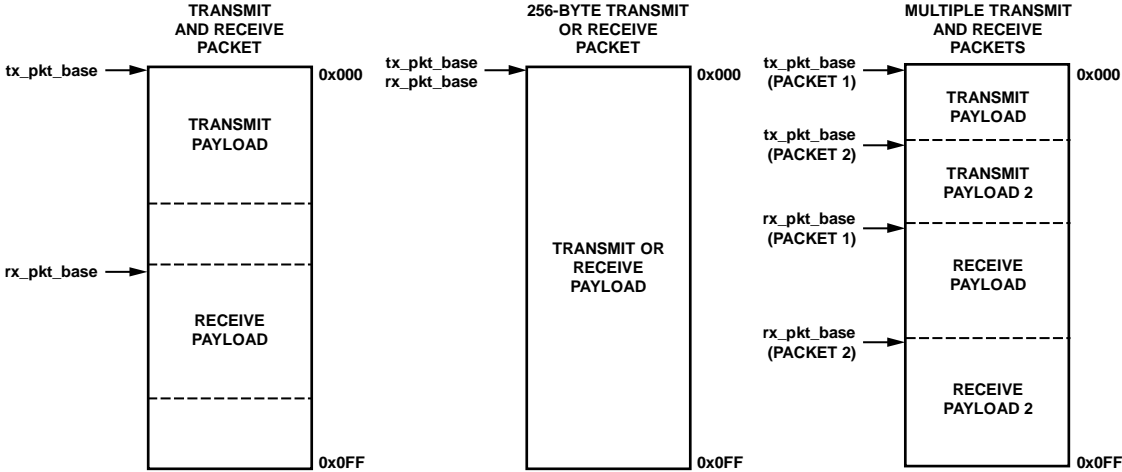 TRANSMIT
AND RECEIVE
PACKET
tx_pkt_base
0x000
TRANSMIT
PAYLOAD
rx_pkt_base
RECEIVE
PAYLOAD
0x0FF
256-BYTE TRANSMIT
OR RECEIVE
PACKET
tx_pkt_base
rx_pkt_base
0x000
TRANSMIT OR
RECEIVE
PAYLOAD
0x0FF
MULTIPLE TRANSMIT
AND RECEIVE
PACKETS
tx_pkt_base
(PACKET 1)
0x000
TRANSMIT
PAYLOAD
tx_pkt_base
(PACKET 2)
TRANSMIT
PAYLOAD 2
rx_pkt_base
(PACKET 1)
RECEIVE
PAYLOAD
rx_pkt_base
(PACKET 2)
RECEIVE
PAYLOAD 2
0x0FF